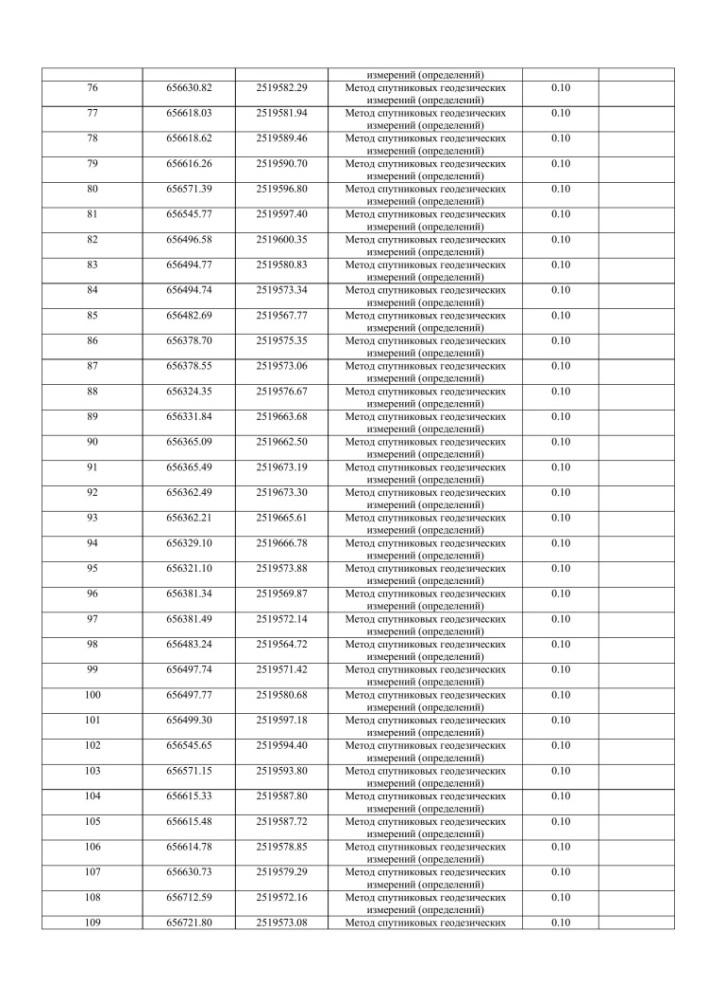 измерений (определений)
76 656630.82 2519582.29 Метод спутниковых геодезических 0.10
измерений (определений)
77 656618.03 2519581.94 Метод спутниковых геодезических 0.10
измерений (определений)
78 656618.62 2519589.46 Метод спутниковых геодезических 0.10
измерений (определений)
79 656616.26 2519590.70 Метод спутниковых геодезических 0.10
измерений (определений)
80 656571.39 2519596.80 Метод спутниковых геодезических 0.10
измерений (определений)
81 656545.77 2519597.40 Метод спутниковых геодезических 0.10
измерений (определений)
82 656496.58 2519600.35 Метод спутниковых геодезических 0.10
измерений (определений)
83 656494.77 2519580.83 Метод спутниковых геодезических 0.10
измерений (определений)
84 656494.74 2519573.34 Метод спутниковых геодезических 0.10
измерений (определений)
85 656482.69 2519567.77 Метод спутниковых геодезических 0.10
измерений (определений)
86 656378.70 2519575.35 Метод спутниковых геодезических 0.10
измерений (определений)
87 656378.55 2519573.06 Метод спутниковых геодезических 0.10
измерений (определений)
88 656324.35 2519576.67 Метод спутниковых геодезических 0.10
измерений (определений)
89 656331.84 2519663.68 Метод спутниковых геодезических 0.10
измерений (определений)
90 656365.09 2519662.50 Метод спутниковых геодезических 0.10
измерений (определений)
91 656365.49 2519673.19 Метод спутниковых геодезических 0.10
измерений (определений)
92 656362.49 2519673.30 Метод спутниковых геодезических 0.10
измерений (определений)
93 656362.21 2519665.61 Метод спутниковых геодезических 0.10
измерений (определений)
94 656329.10 2519666.78 Метод спутниковых геодезических 0.10
измерений (определений)
95 656321.10 2519573.88 Метод спутниковых геодезических 0.10
измерений (определений)
96 656381.34 2519569.87 Метод спутниковых геодезических 0.10
измерений (определений)
97 656381.49 2519572.14 Метод спутниковых геодезических 0.10
измерений (определений)
98 656483.24 2519564.72 Метод спутниковых геодезических 0.10
измерений (определений)
99 656497.74 2519571.42 Метод спутниковых геодезических 0.10
измерений (определений)
100 656497.77 2519580.68 Метод спутниковых геодезических 0.10
измерений (определений)
101 656499.30 2519597.18 Метод спутниковых геодезических 0.10
измерений (определений)
102 656545.65 2519594.40 Метод спутниковых геодезических 0.10
измерений (определений)
103 656571.15 2519593.80 Метод спутниковых геодезических 0.10
измерений (определений)
104 656615.33 2519587.80 Метод спутниковых геодезических 0.10
измерений (определений)
105 656615.48 2519587.72 Метод спутниковых геодезических 0.10
измерений (определений)
106 656614.78 2519578.85 Метод спутниковых геодезических 0.10
измерений (определений)
107 656630.73 2519579.29 Метод спутниковых геодезических 0.10
измерений (определений)
108 656712.59 2519572.16 Метод спутниковых геодезических 0.10
измерений (определений)
109 656721.80 2519573.08 Метод спутниковых геодезических 0.10